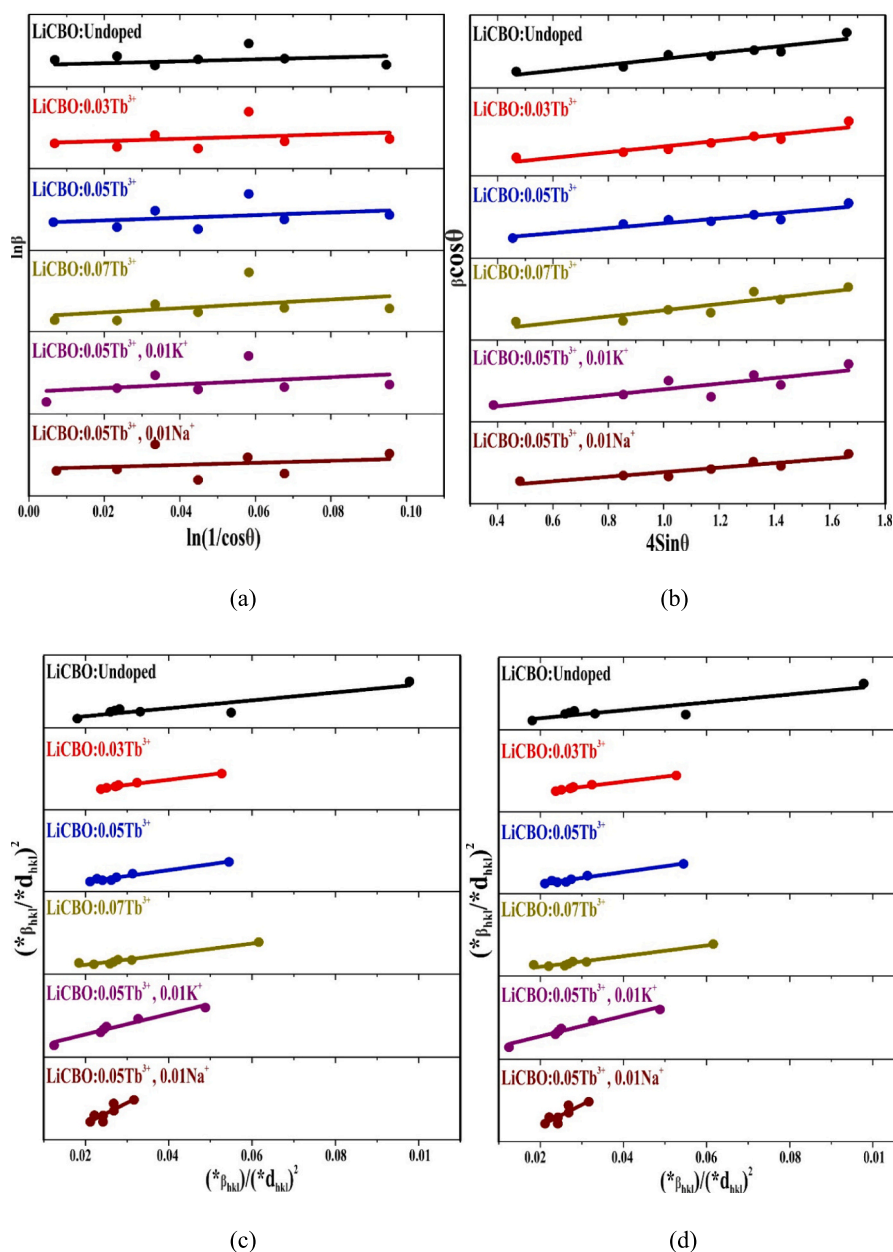 LiCBO:Undoped
LiCBO:0.03Tb³⁺
LiCBO:0.05Tb³⁺
LiCBO:0.07Tb³⁺
LiCBO:0.05Tb³⁺, 0.01K⁺
LiCBO:0.05Tb³⁺, 0.01Na⁺
lnβ
0.00 0.02 0.04 0.06 0.08 0.10
ln(1/cosθ)
(a)
LiCBO:Undoped
LiCBO:0.03Tb³⁺
LiCBO:0.05Tb³⁺
LiCBO:0.07Tb³⁺
LiCBO:0.05Tb³⁺, 0.01K⁺
LiCBO:0.05Tb³⁺, 0.01Na⁺
βcosθ
0.4 0.6 0.8 1.0 1.2 1.4 1.6 1.8
4Sinθ
(b)
LiCBO:Undoped
LiCBO:0.03Tb³⁺
LiCBO:0.05Tb³⁺
LiCBO:0.07Tb³⁺
LiCBO:0.05Tb³⁺, 0.01K⁺
LiCBO:0.05Tb³⁺, 0.01Na⁺
(*βhkl/*dhkl)²
0.02 0.04 0.06 0.08 0.01
(*βhkl)/(*dhkl)²
(c)
LiCBO:Undoped
LiCBO:0.03Tb³⁺
LiCBO:0.05Tb³⁺
LiCBO:0.07Tb³⁺
LiCBO:0.05Tb³⁺, 0.01K⁺
LiCBO:0.05Tb³⁺, 0.01Na⁺
(*βhkl/*dhkl)²
0.02 0.04 0.06 0.08 0.01
(*βhkl)/(*dhkl)²
(d)